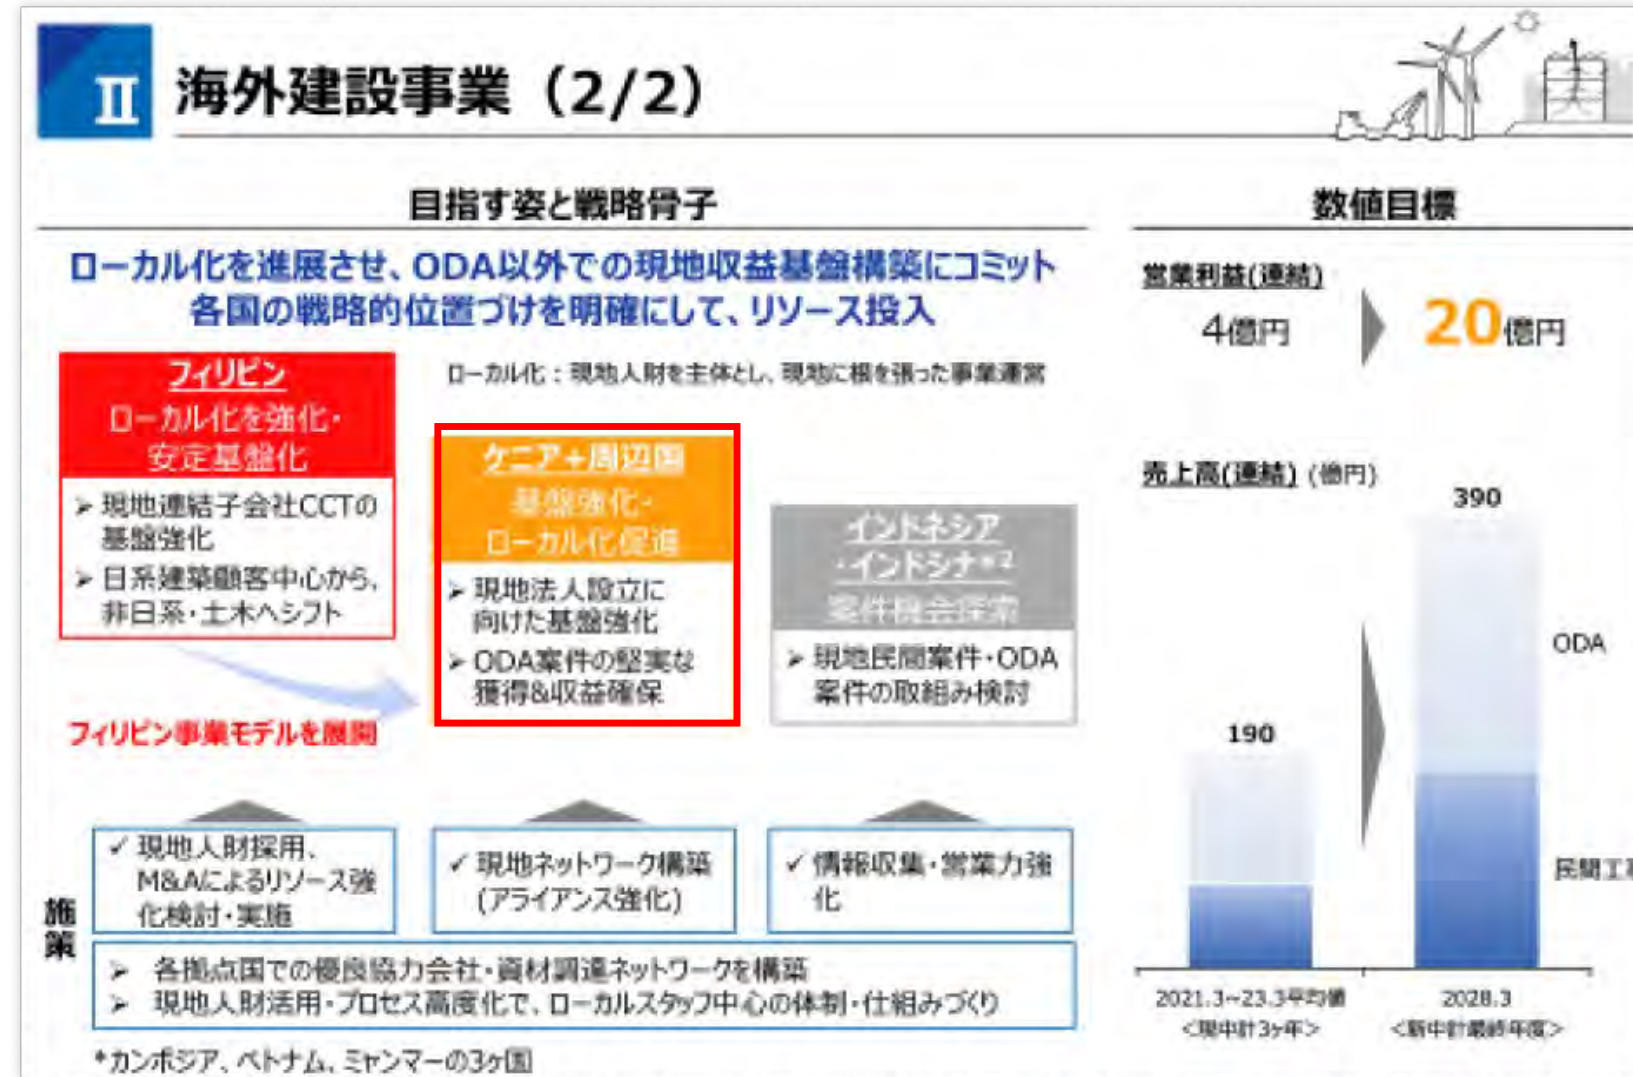 II
海外建設事業（2/2）
目指す姿と戦略骨子
ローカル化を進展させ、ODA以外での現地収益基盤構築にコミット
各国の戦略的位置づけを明確にして、リソース投入
ローカル化：現地人財を主体とし、現地に根を張った事業運営
フィリピン
ローカル化を強化・
安定基盤化
➢ 現地連結子会社CCTの
基盤強化
➢ 日系建築顧客中心から、
非日系・土木へシフト
フィリピン事業モデルを展開
ケニア+周辺国
基盤強化・
ローカル化促進
➢ 現地法人設立に
向けた基盤強化
➢ ODA案件の堅実な
獲得&収益確保
インドネシア
・インドシナ*2
案件機会探索
➢ 現地民間案件・ODA
案件の取組み検討
施策
✓ 現地人財採用、
M&Aによるリソース強
化検討・実施
✓ 現地ネットワーク構築
(アライアンス強化)
✓ 情報収集・営業力強
化
➢ 各拠点国での優良協力会社・資材調達ネットワークを構築
➢ 現地人財活用・プロセス高度化で、ローカルスタッフ中心の体制・仕組みづくり
*カンボジア、ベトナム、ミャンマーの3ヶ国
数値目標
営業利益(連結)
4億円
20億円
売上高(連結) (億円)
390
190
ODA
民間工
2021.3~23.3平均値
<現中計3ヶ年>
2028.3
<新中計最終年度>